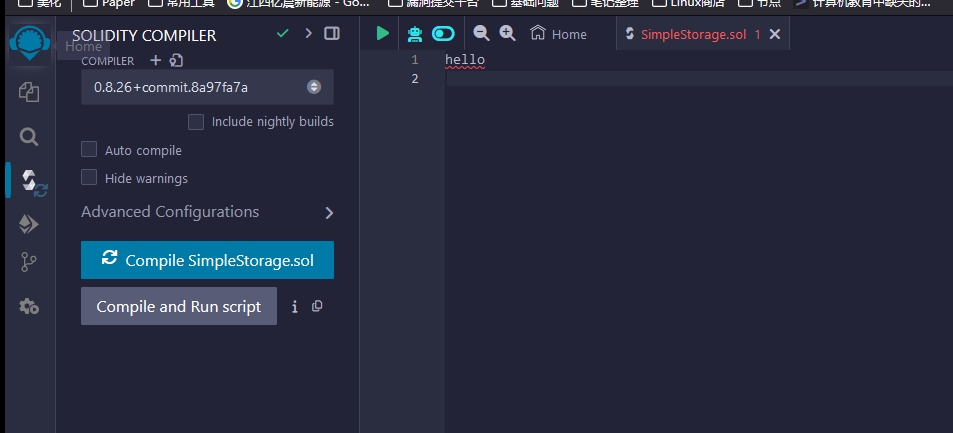 美化 Paper 常用工具 江西亿晨新能源 - Go... 漏洞提交平台 基础问题 笔记整理 Linux商店 节点 计算机教育中缺失的...
SOLIDITY COMPILER
Home
COMPILER
0.8.26+commit.8a97fa7a
Include nightly builds
Auto compile
Hide warnings
Advanced Configurations
Compile SimpleStorage.sol
Compile and Run script
Home SimpleStorage.sol 1
1 hello
2